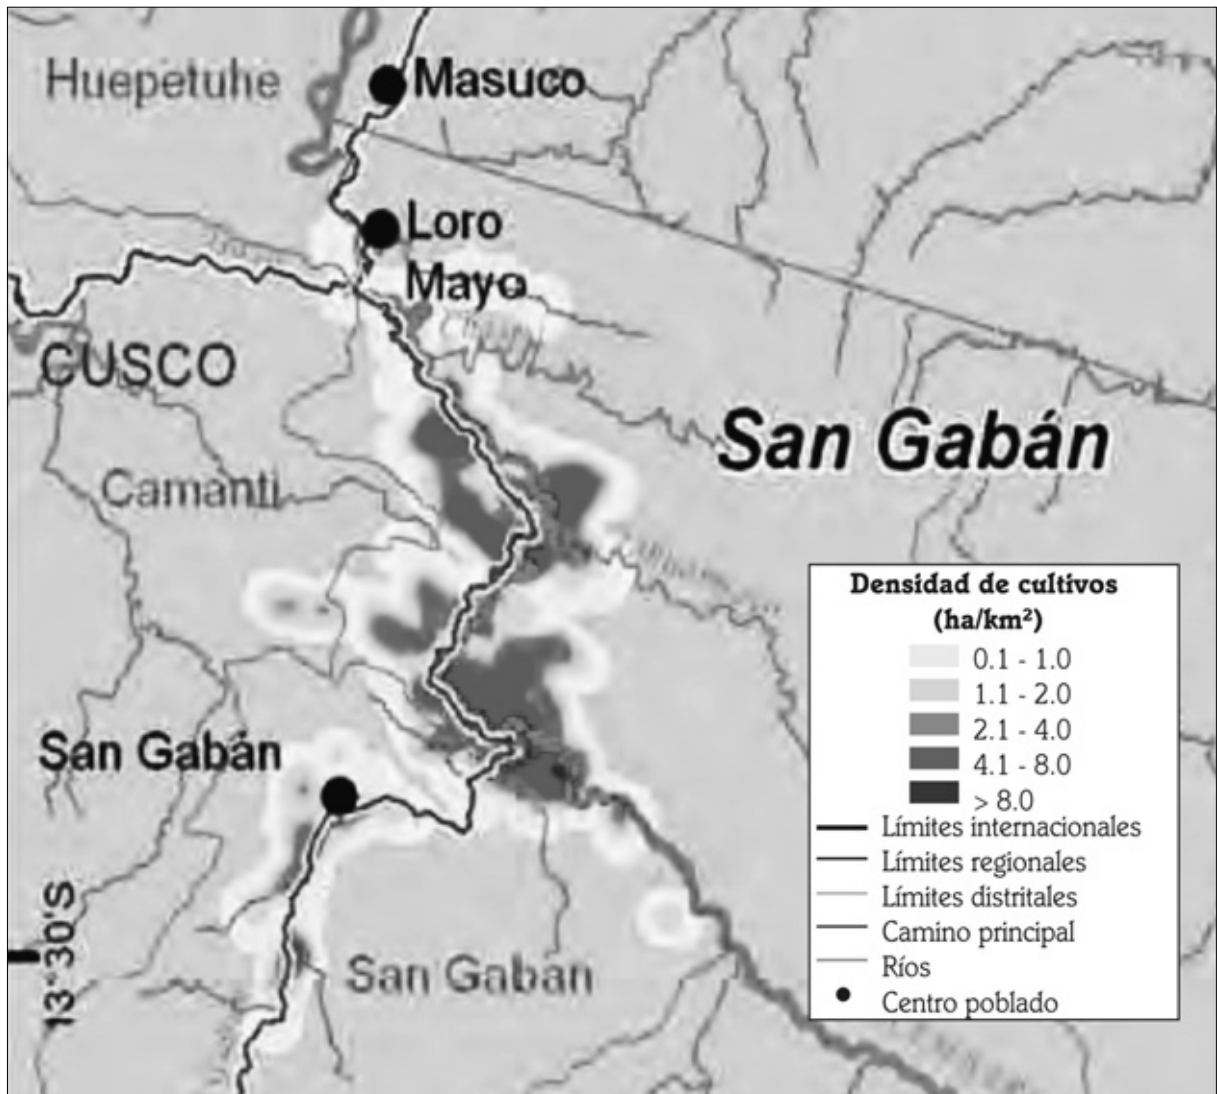 Huepetuhe
Masuco
Loro
Mayo
CUSCO
San Gabán
Camanti
Densidad de cultivos
(ha/km²)
0.1 - 1.0
1.1 - 2.0
2.1 - 4.0
4.1 - 8.0
> 8.0
Límites internacionales
Límites regionales
Límites distritales
Camino principal
Ríos
Centro poblado
San Gabán
13°30'S
San Gaban